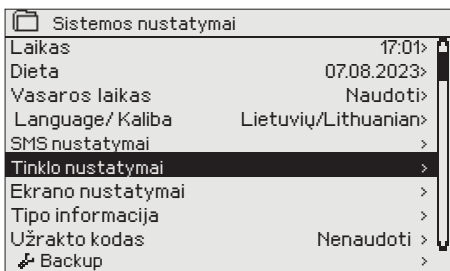 Sistemos nustatymai
Laikas 17:01>
Dieta 07.08.2023>
Vasaros laikas Naudoti>
Language/ Kaliba Lietuvių/Lithuanian>
SMS nustatymai >
Tinklo nustatymai >
Ekrano nustatymai >
Tipo informacija >
Užrakto kodas Nenaudoti >
Backup >